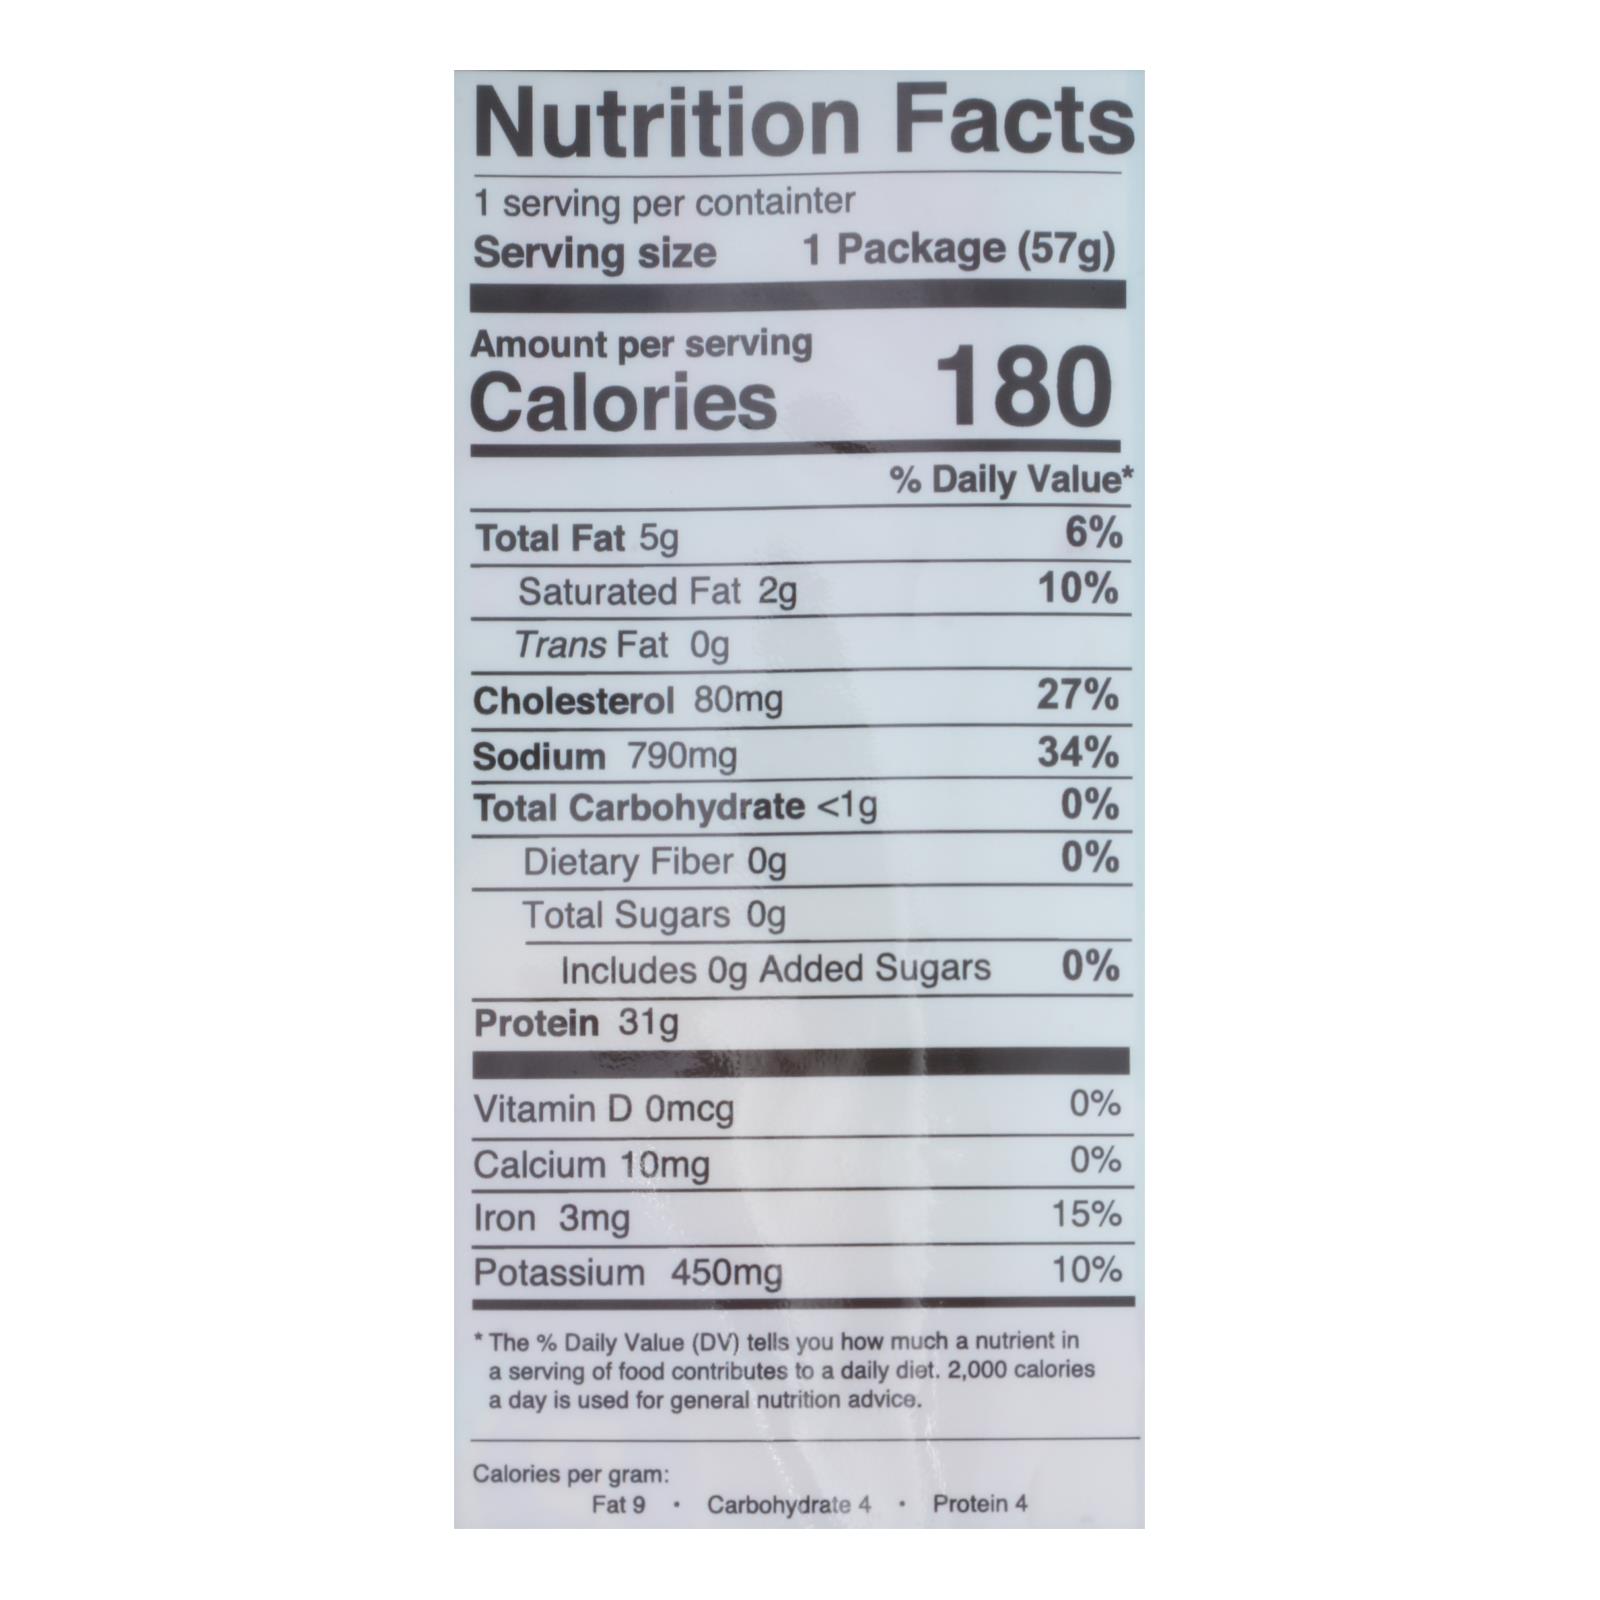 Nutrition Facts
1 serving per containter
Serving size 1 Package (57g)
Amount per serving
Calories 180
% Daily Value*
Total Fat 5g 6%
Saturated Fat 2g 10%
Trans Fat 0g
Cholesterol 80mg 27%
Sodium 790mg 34%
Total Carbohydrate <1g 0%
Dietary Fiber 0g 0%
Total Sugars 0g
Includes 0g Added Sugars 0%
Protein 31g
Vitamin D 0mcg 0%
Calcium 10mg 0%
Iron 3mg 15%
Potassium 450mg 10%
* The % Daily Value (DV) tells you how much a nutrient in
a serving of food contributes to a daily diet. 2,000 calories
a day is used for general nutrition advice.
Calories per gram:
Fat 9 • Carbohydrate 4 • Protein 4